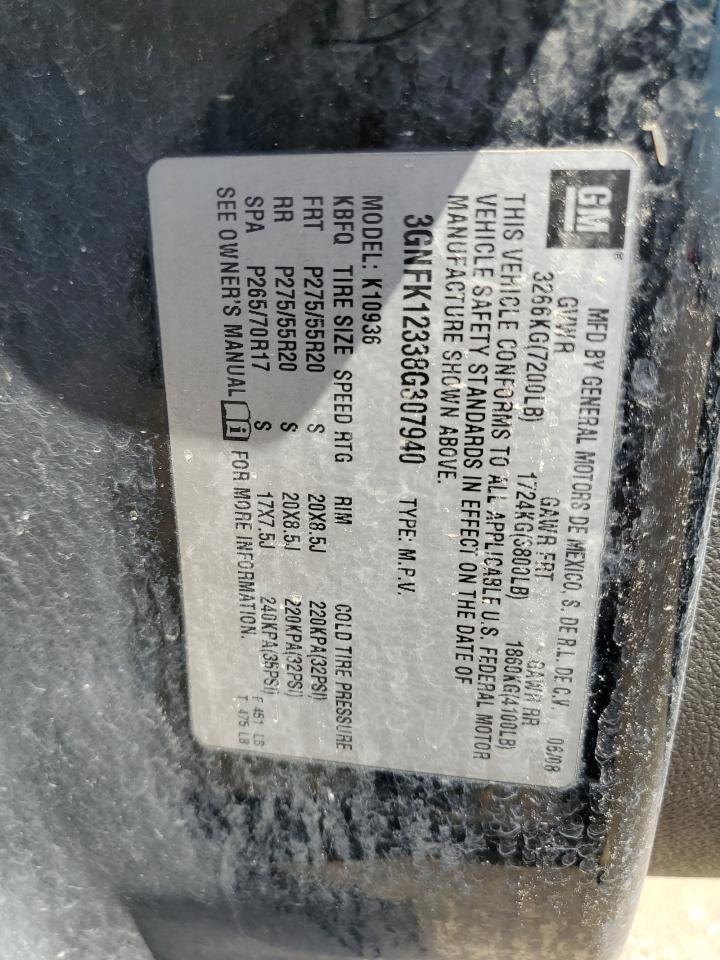 GM
MFD BY GENERAL MOTORS DE MEXICO, S. DE R.L. DE C.V. 06/08
GVWR GAWR FRT GAWR RR
3266KG(7200LB) 1724KG(3800LB) 1860KG(4100LB)
THIS VEHICLE CONFORMS TO ALL APPLICABLE U.S. FEDERAL MOTOR
VEHICLE SAFETY STANDARDS IN EFFECT ON THE DATE OF
MANUFACTURE SHOWN ABOVE.
3GNFK12338G307940 TYPE: M.P.V.
MODEL: K10936
KBFQ TIRE SIZE SPEED RTG RIM COLD TIRE PRESSURE
FRT P275/55R20 S 20X8.5J 220KPA(32PSI)
RR P275/55R20 S 20X8.5J 220KPA(32PSI)
SPA P265/70R17 S 17X7.5J 240KPA(35PSI)
SEE OWNER'S MANUAL FOR MORE INFORMATION.
F 451 LB
T 475 LB